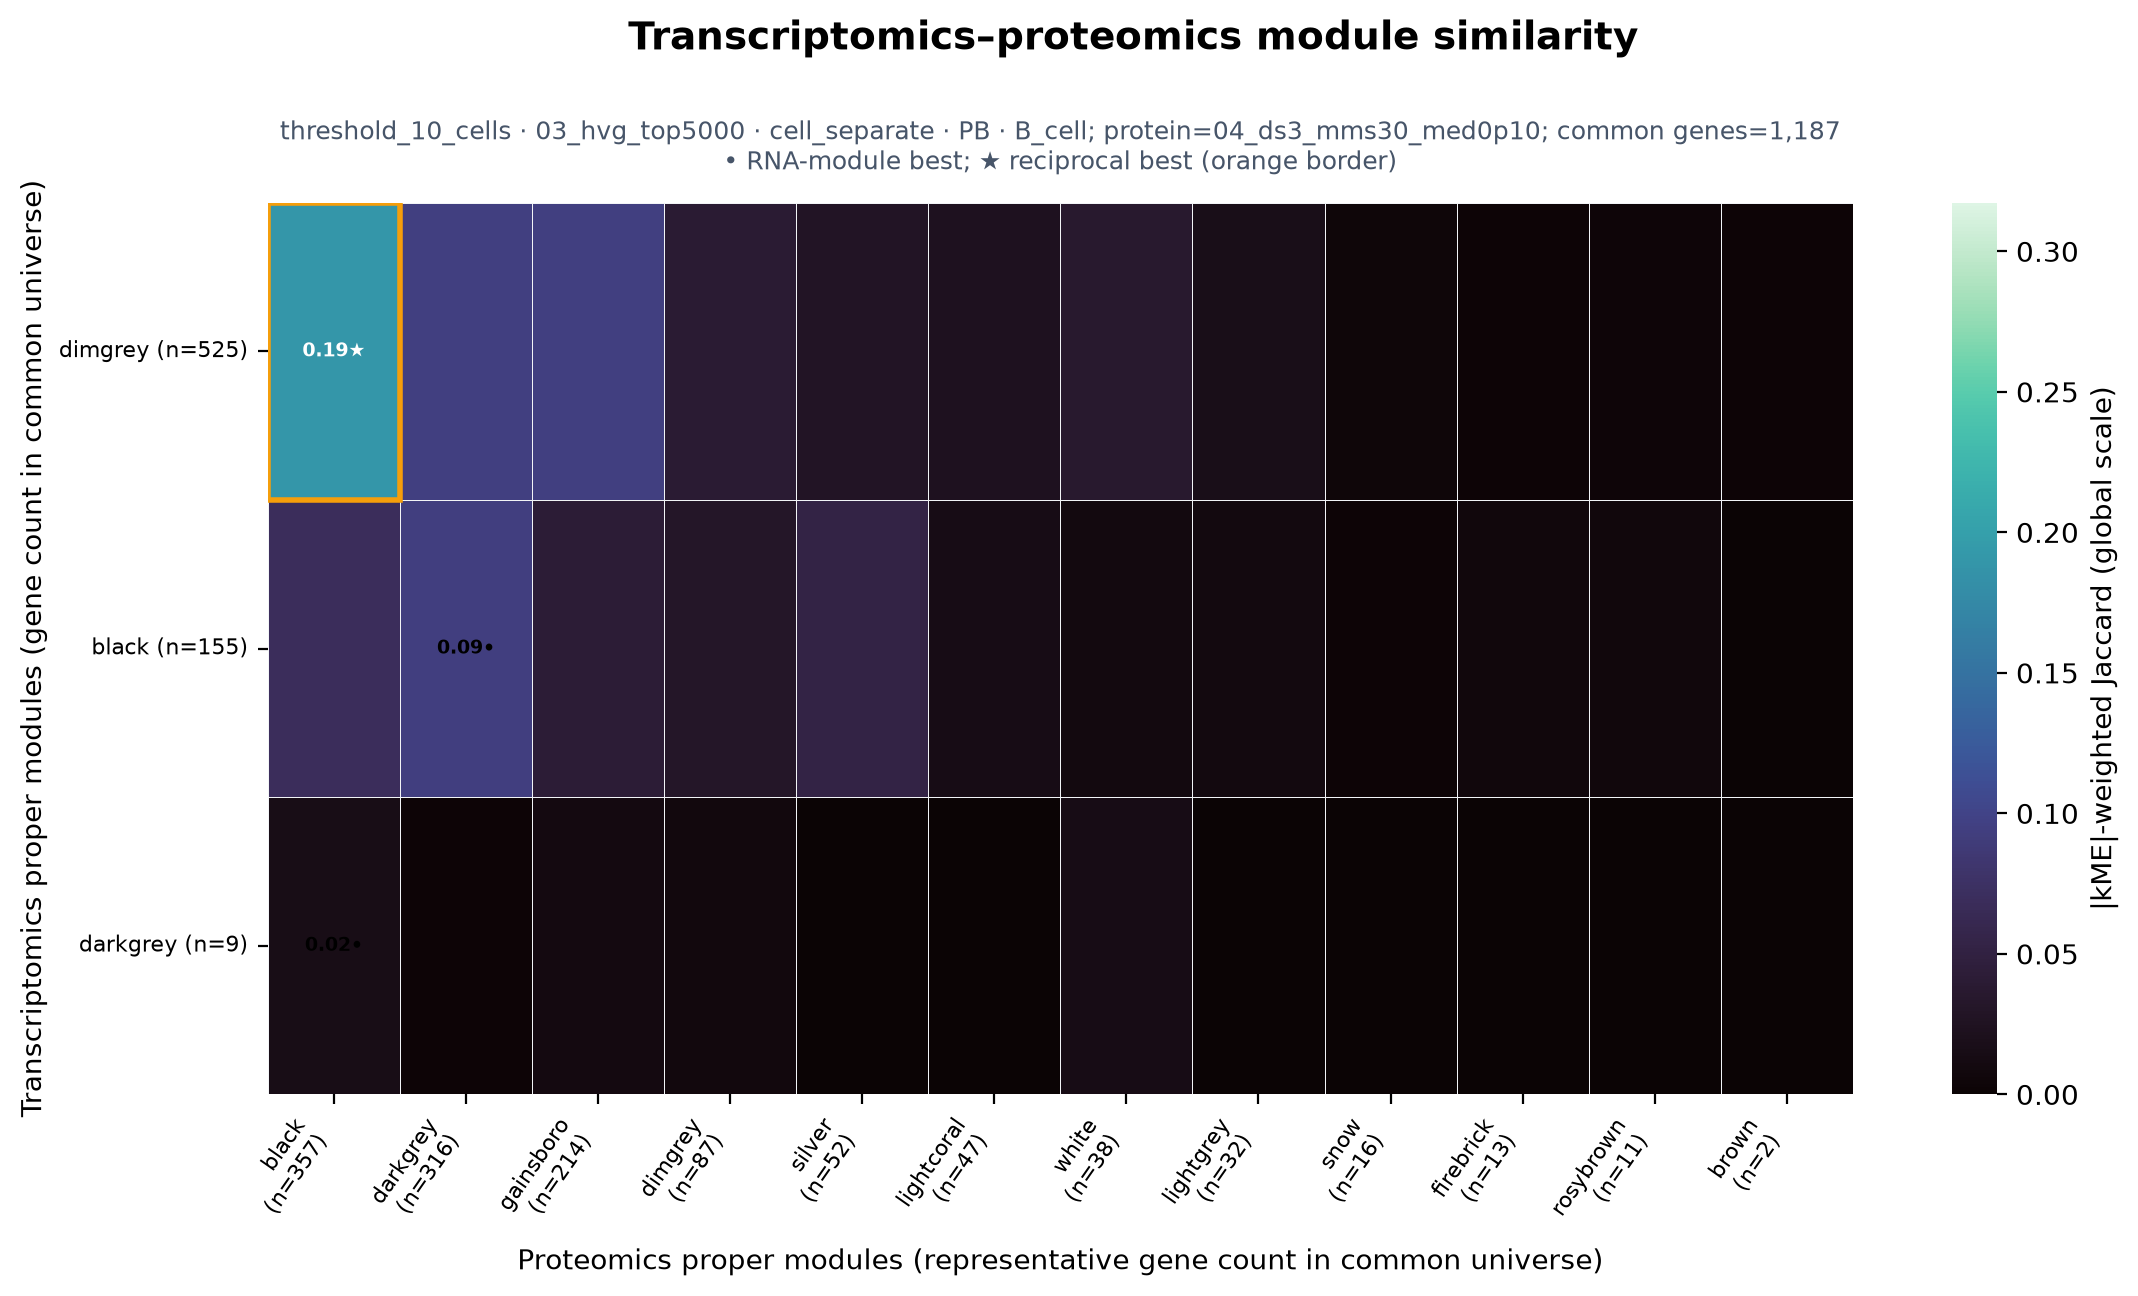 Transcriptomics–proteomics module similarity
threshold_10_cells · 03_hvg_top5000 · cell_separate · PB · B_cell; protein=04_ds3_mms30_med0p10; common genes=1,187
• RNA-module best; ★ reciprocal best (orange border)
Transcriptomics proper modules (gene count in common universe)
dimgrey (n=525)
black (n=155)
darkgrey (n=9)
0.19★
0.09•
0.02•
black
(n=357)
darkgrey
(n=316)
gainsboro
(n=214)
dimgrey
(n=87)
silver
(n=52)
lightcoral
(n=47)
white
(n=38)
lightgrey
(n=32)
snow
(n=16)
firebrick
(n=13)
rosybrown
(n=11)
brown
(n=2)
Proteomics proper modules (representative gene count in common universe)
0.30
0.25
0.20
0.15
0.10
0.05
0.00
|kME|-weighted Jaccard (global scale)